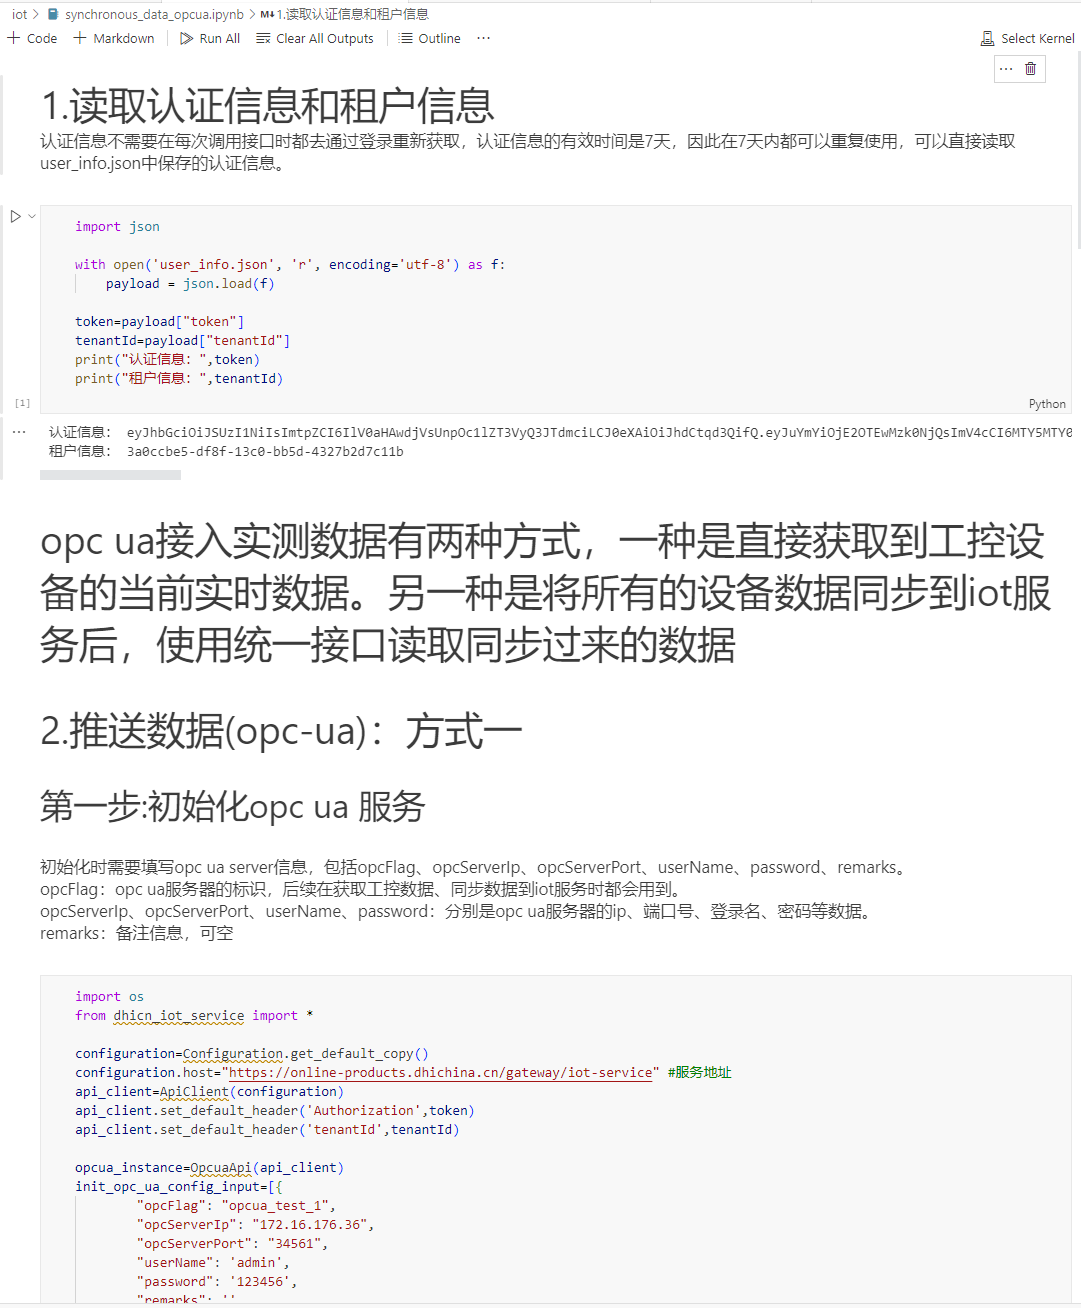 iot > synchronous_data_opcua.ipynb > M↓1.读取认证信息和租户信息
+ Code + Markdown Run All Clear All Outputs Outline ··· Select Kernel
···
1.读取认证信息和租户信息
认证信息不需要在每次调用接口时都去通过登录重新获取，认证信息的有效时间是7天，因此在7天内都可以重复使用，可以直接读取
user_info.json中保存的认证信息。
import json
with open('user_info.json', 'r', encoding='utf-8') as f:
payload = json.load(f)
token=payload["token"]
tenantId=payload["tenantId"]
print("认证信息：",token)
print("租户信息：",tenantId)
[1]
Python
··· 认证信息： eyJhbGciOiJSUzI1NiIsImtpZCI6IlV0aHAwdjVsUnpOc1lZT3VyQ3JTdmciLCJ0eXAiOiJhdCtqd3QifQ.eyJuYmYiOjE2OTEwMzk0NjQsImV4cCI6MTY5MTY0
租户信息： 3a0ccbe5-df8f-13c0-bb5d-4327b2d7c11b
opc ua接入实测数据有两种方式，一种是直接获取到工控设
备的当前实时数据。另一种是将所有的设备数据同步到iot服
务后，使用统一接口读取同步过来的数据
2.推送数据(opc-ua)：方式一
第一步:初始化opc ua 服务
初始化时需要填写opc ua server信息，包括opcFlag、opcServerIp、opcServerPort、userName、password、remarks。
opcFlag：opc ua服务器的标识，后续在获取工控数据、同步数据到iot服务时都会用到。
opcServerIp、opcServerPort、userName、password：分别是opc ua服务器的ip、端口号、登录名、密码等数据。
remarks：备注信息，可空
import os
from dhicn_iot_service import *
configuration=Configuration.get_default_copy()
configuration.host="https://online-products.dhichina.cn/gateway/iot-service" #服务地址
api_client=ApiClient(configuration)
api_client.set_default_header('Authorization',token)
api_client.set_default_header('tenantId',tenantId)
opcua_instance=OpcuaApi(api_client)
init_opc_ua_config_input=[{
"opcFlag": "opcua_test_1",
"opcServerIp": "172.16.176.36",
"opcServerPort": "34561",
"userName": 'admin',
"password": '123456',
"remarks": ''